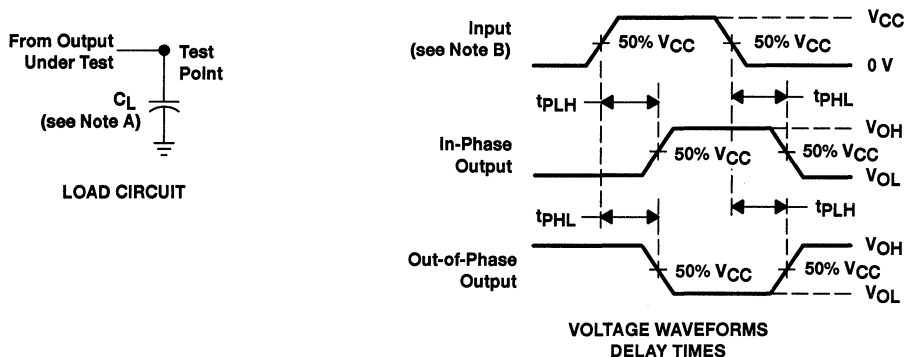 From Output
Under Test
Test
Point
CL
(see Note A)
LOAD CIRCUIT
Input
(see Note B)
50% VCC
50% VCC
VCC
0 V
tPLH
tPHL
In-Phase
Output
50% VCC
50% VCC
VOH
VOL
tPHL
tPLH
Out-of-Phase
Output
50% VCC
50% VCC
VOH
VOL
VOLTAGE WAVEFORMS
DELAY TIMES